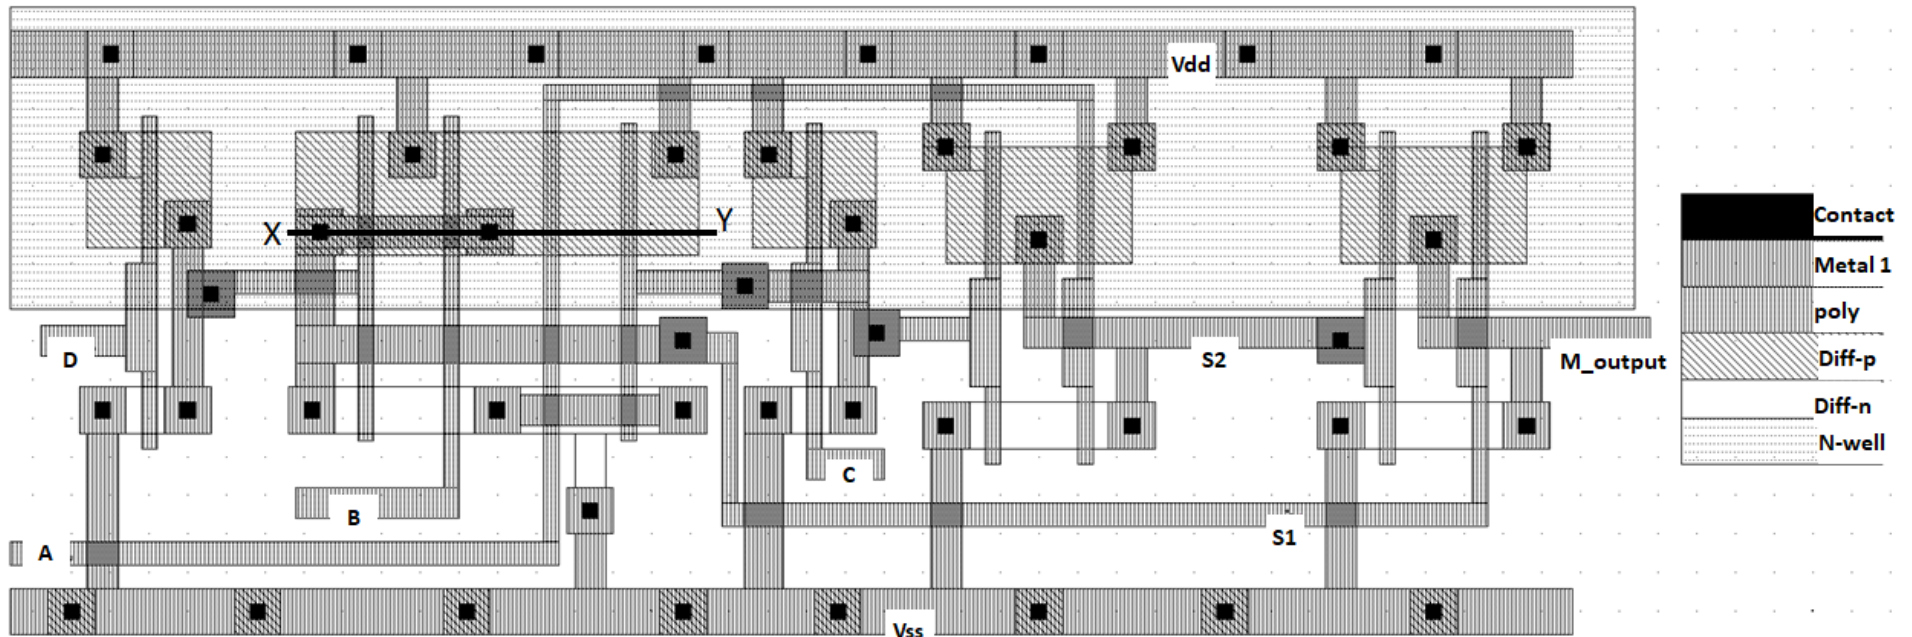 Vdd
X
Y
Contact
Metal 1
poly
Diff-p
Diff-n
N-well
D
S2
M_output
C
B
S1
A
Vss